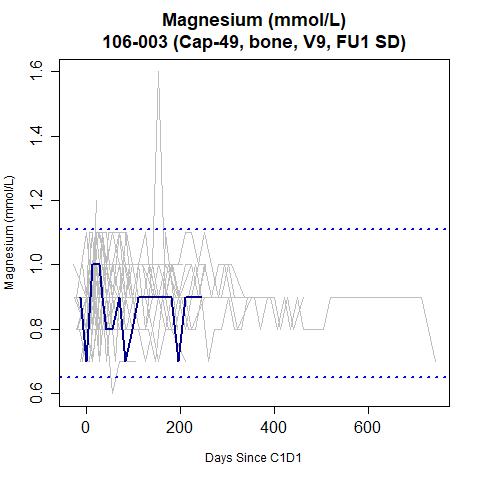 Magnesium (mmol/L)
106-003 (Cap-49, bone, V9, FU1 SD)
Magnesium (mmol/L)
1.6
1.4
1.2
1.0
0.8
0.6
0 200 400 600
Days Since C1D1